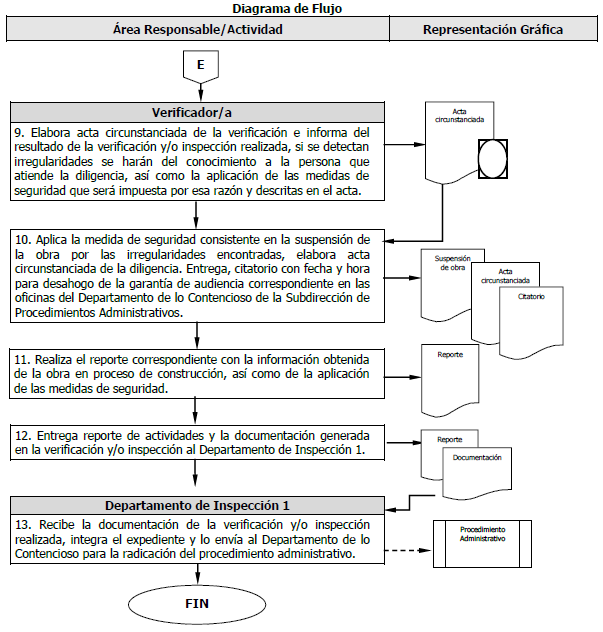 Diagrama de Flujo
Área Responsable/Actividad
Representación Gráfica
E
Verificador/a
9. Elabora acta circunstanciada de la verificación e informa del
resultado de la verificación y/o inspección realizada, si se detectan
irregularidades se harán del conocimiento a la persona que
atiende la diligencia, así como la aplicación de las medidas de
seguridad que será impuesta por esa razón y descritas en el acta.
Acta
circunstanciada
10. Aplica la medida de seguridad consistente en la suspensión de
la obra por las irregularidades encontradas, elabora acta
circunstanciada de la diligencia. Entrega, citatorio con fecha y hora
para desahogo de la garantía de audiencia correspondiente en las
oficinas del Departamento de lo Contencioso de la Subdirección de
Procedimientos Administrativos.
Suspensión
de obra
Acta
circunstanciada
Citatorio
11. Realiza el reporte correspondiente con la información obtenida
de la obra en proceso de construcción, así como de la aplicación
de las medidas de seguridad.
Reporte
12. Entrega reporte de actividades y la documentación generada
en la verificación y/o inspección al Departamento de Inspección 1.
Reporte
Documentación
Departamento de Inspección 1
13. Recibe la documentación de la verificación y/o inspección
realizada, integra el expediente y lo envía al Departamento de lo
Contencioso para la radicación del procedimiento administrativo.
Procedimiento
Administrativo
FIN